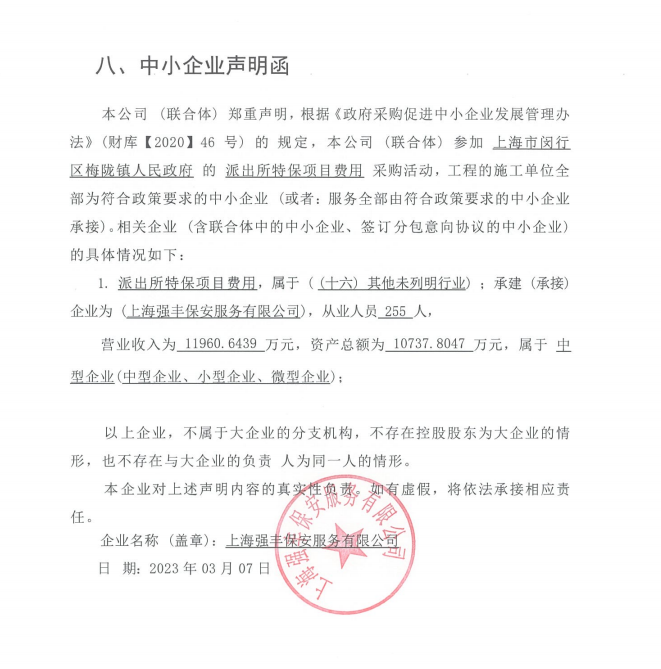 八、中小企业声明函
本公司 (联合体) 郑重声明，根据《政府采购促进中小企业发展管理办
法》(财库【2020】46 号) 的 规定，本公司 (联合体) 参加 上海市闵行
区梅陇镇人民政府 的 派出所特保项目费用 采购活动，工程的施工单位全
部为符合政策要求的中小企业 (或者：服务全部由符合政策要求的中小企业
承接)。相关企业 (含联合体中的中小企业、签订分包意向协议的中小企业)
的具体情况如下：
1. 派出所特保项目费用，属于 ( (十六) 其他未列明行业) ；承建 (承接)
企业为 (上海强丰保安服务有限公司)，从业人员 255 人，
营业收入为 11960.6439 万元，资产总额为 10737.8047 万元，属于 中
型企业(中型企业、小型企业、微型企业)；
以上企业，不属于大企业的分支机构，不存在控股股东为大企业的情
形，也不存在与大企业的负责 人为同一人的情形。
本企业对上述声明内容的真实性负责。如有虚假，将依法承接相应责
任。
企业名称 (盖章)：上海强丰保安服务有限公司
日 期：2023 年 03 月 07 日
上海强丰保安服务有限公司